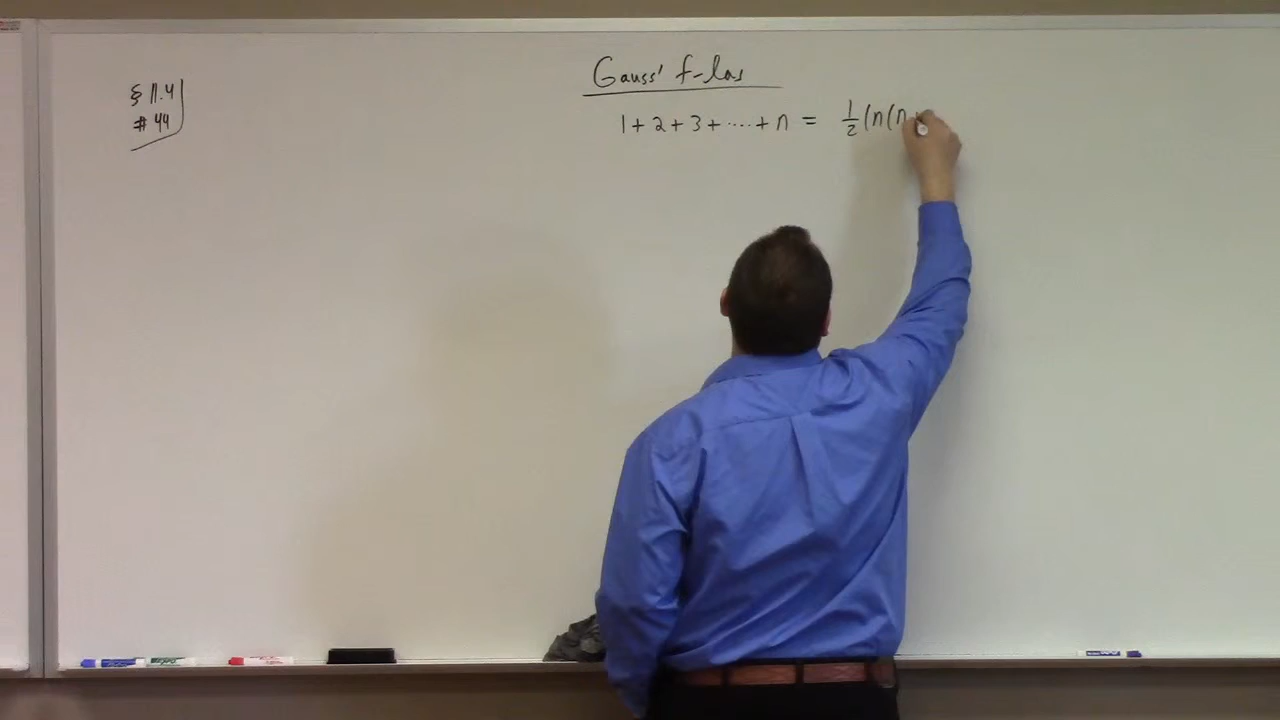 § 11.4
# 44
Gauss' f-las
1 + 2 + 3 + .... + n = 1/2 (n(n